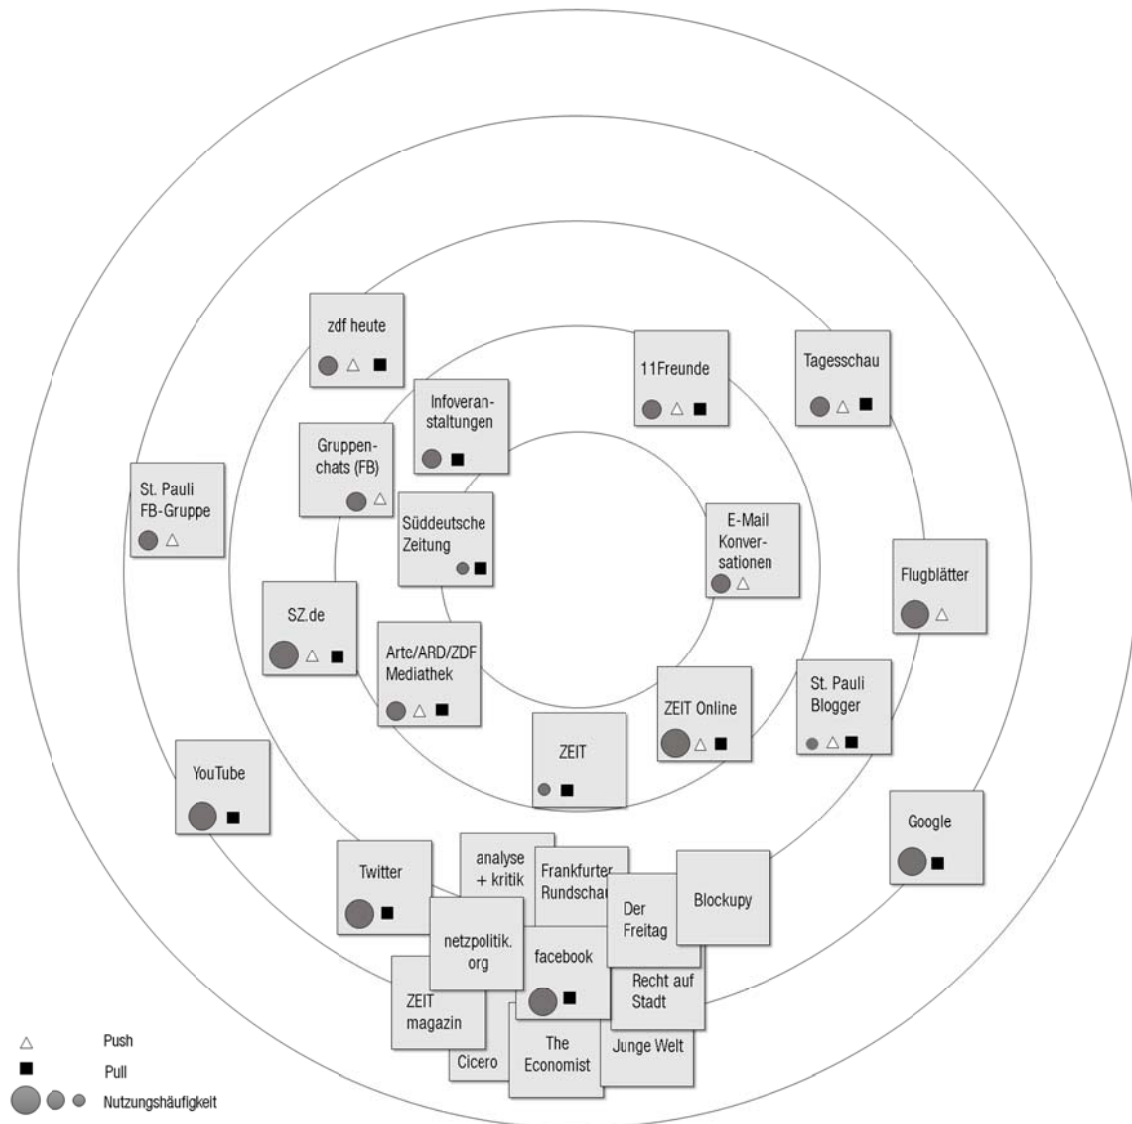 zdf heute
11Freunde
Tagesschau
Infoveran-
staltungen
Gruppen-
chats (FB)
St. Pauli
FB-Gruppe
Süddeutsche
Zeitung
E-Mail
Konver-
sationen
Flugblätter
SZ.de
Arte/ARD/ZDF
Mediathek
ZEIT Online
St. Pauli
Blogger
ZEIT
YouTube
Google
Twitter
analyse
+ kritik
Frankfurter
Rundschau
Der
Freitag
Blockupy
netzpolitik.
org
facebook
Recht auf
Stadt
ZEIT
magazin
Cicero
The
Economist
Junge Welt
Push
Pull
Nutzungshäufigkeit